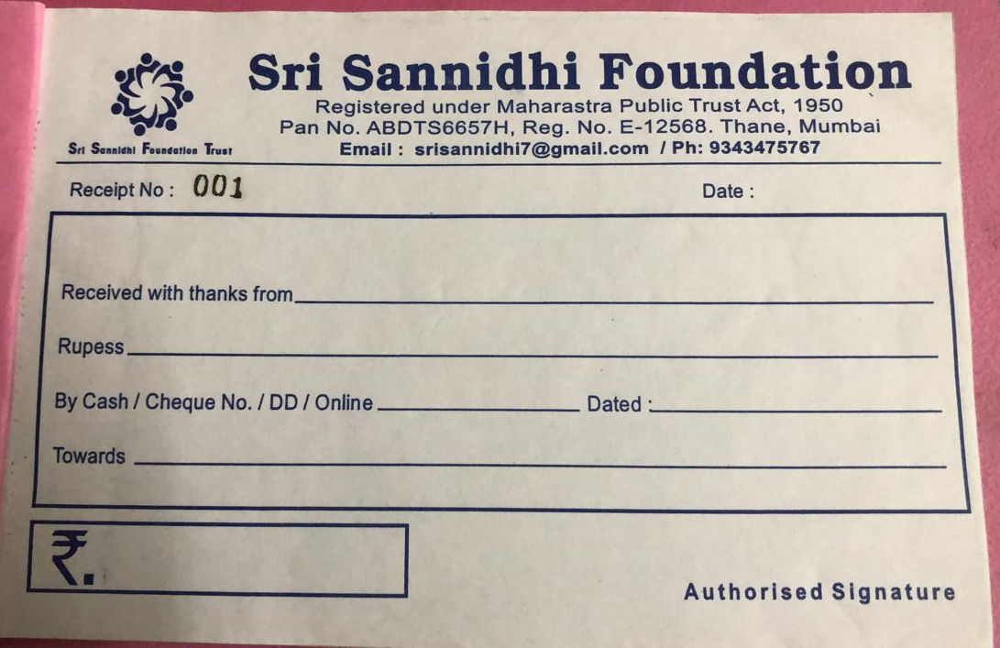 Sri Sannidhi Foundation
Registered under Maharastra Public Trust Act, 1950
Pan No. ABDTS6657H, Reg. No. E-12568. Thane, Mumbai
Sri Sannidhi Foundation Trust
Email : srisannidhi7@gmail.com / Ph: 9343475767
Receipt No : 001 Date :
Received with thanks from
Rupess
By Cash / Cheque No. / DD / Online Dated :
Towards
₹.
Authorised Signature